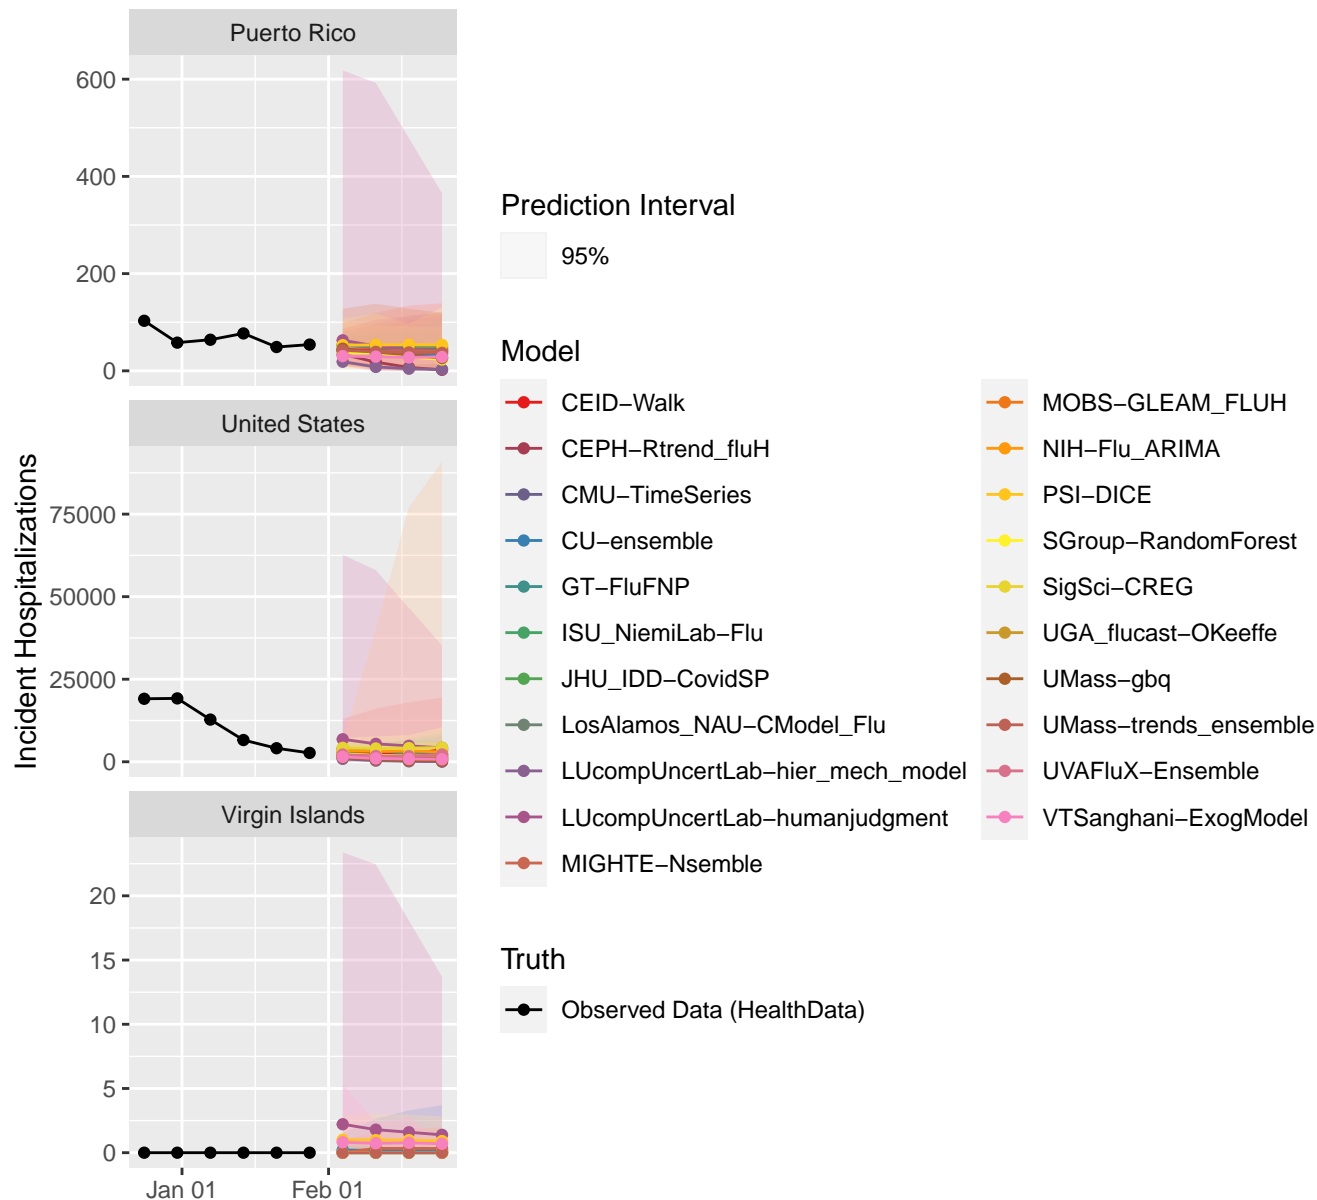 Puerto Rico
600
400
200
0
United States
75000
50000
25000
0
Virgin Islands
20
15
10
5
0
Jan 01
Feb 01
Incident Hospitalizations
Prediction Interval
95%
Model
CEID−Walk
CEPH−Rtrend_fluH
CMU−TimeSeries
CU−ensemble
GT−FluFNP
ISU_NiemiLab−Flu
JHU_IDD−CovidSP
LosAlamos_NAU−CModel_Flu
LUcompUncertLab−hier_mech_model
LUcompUncertLab−humanjudgment
MIGHTE−Nsemble
MOBS−GLEAM_FLUH
NIH−Flu_ARIMA
PSI−DICE
SGroup−RandomForest
SigSci−CREG
UGA_flucast−OKeeffe
UMass−gbq
UMass−trends_ensemble
UVAFluX−Ensemble
VTSanghani−ExogModel
Truth
Observed Data (HealthData)